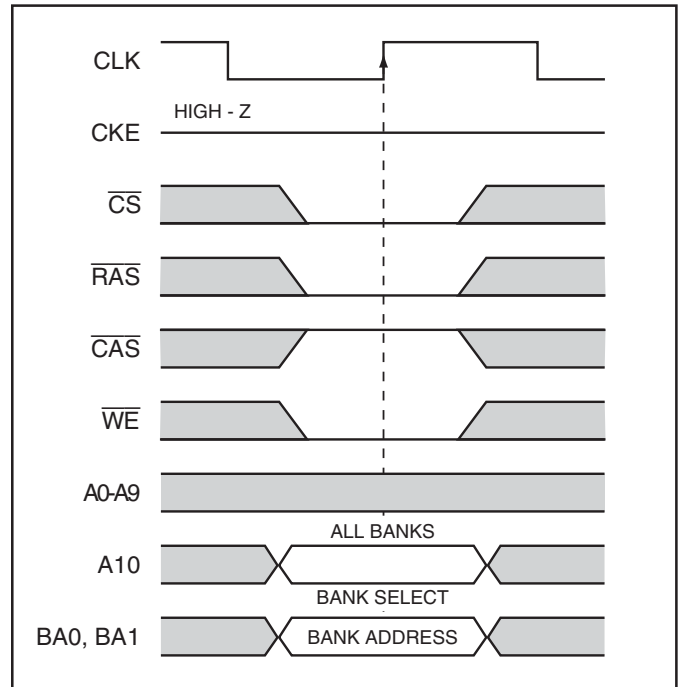 CLK
HIGH - Z
CKE
CS
RAS
CAS
WE
A0-A9
ALL BANKS
A10
BANK SELECT
BA0, BA1
BANK ADDRESS